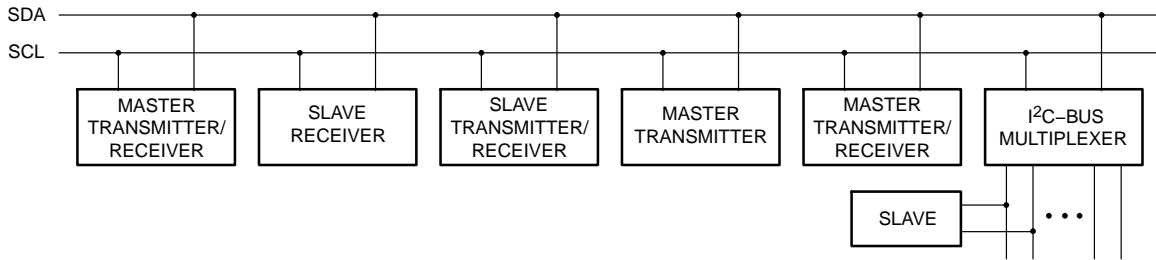 SDA
SCL
MASTER
TRANSMITTER/
RECEIVER
SLAVE
RECEIVER
SLAVE
TRANSMITTER/
RECEIVER
MASTER
TRANSMITTER
MASTER
TRANSMITTER/
RECEIVER
I²C–BUS
MULTIPLEXER
SLAVE